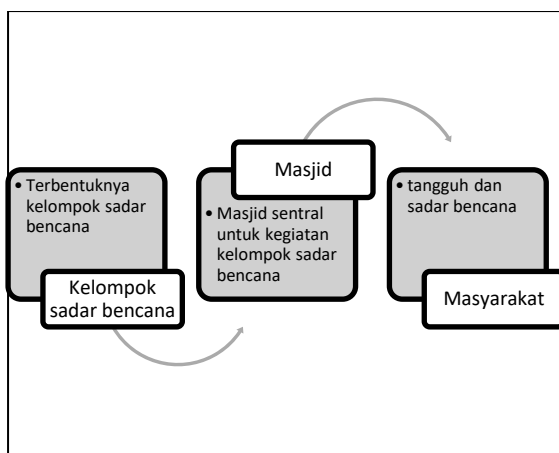 • Terbentuknya
kelompok sadar
bencana
Kelompok
sadar bencana
Masjid
• Masjid sentral
untuk kegiatan
kelompok sadar
bencana
• tangguh dan
sadar bencana
Masyarakat